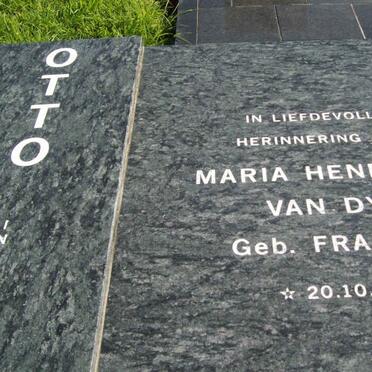 OTTO
N
IN LIEFDEVOLL
HERINNERING
MARIA HEN
VAN DY
Geb. FRA
☆ 20.10.